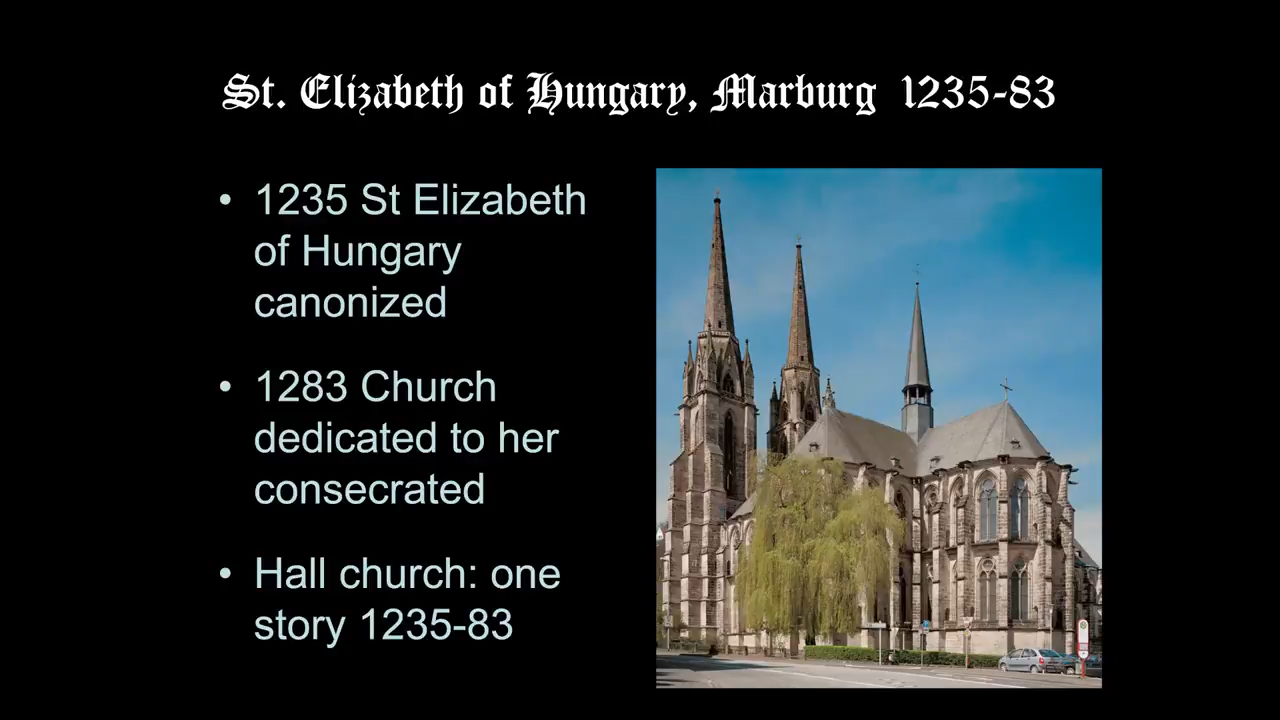 St. Elizabeth of Hungary, Marburg 1235-83
• 1235 St Elizabeth
of Hungary
canonized
• 1283 Church
dedicated to her
consecrated
• Hall church: one
story 1235-83